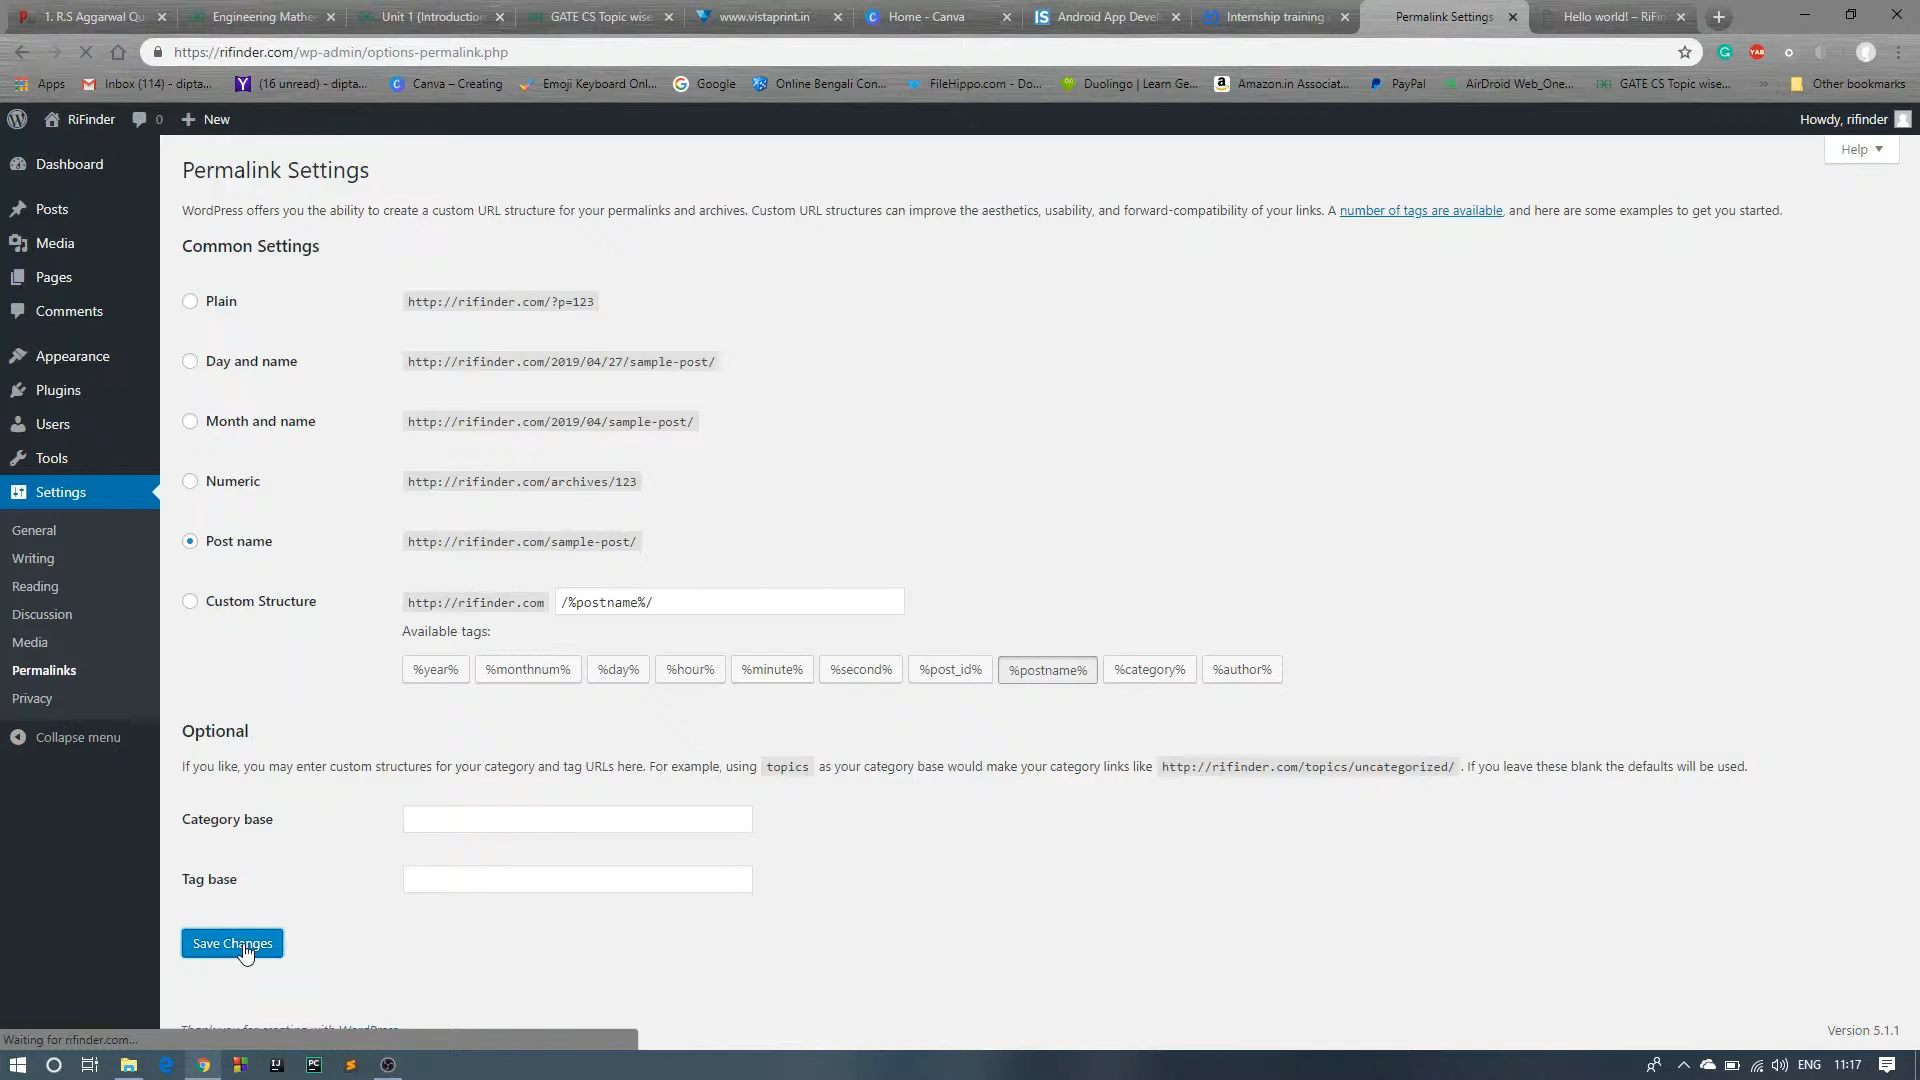 1. R.S Aggarwal Qu
Engineering Mathe
Unit 1 (Introductio
GATE CS Topic wise
www.vistaprint.in
Home - Canva
Android App Devel
Internship training
Permalink Settings
Hello world! – RiFin
https://rifinder.com/wp-admin/options-permalink.php
Apps
Inbox (114) - dipta...
(16 unread) - dipta...
Canva – Creating
Emoji Keyboard Onl...
Google
Online Bengali Con...
FileHippo.com - Do...
Duolingo | Learn Ge...
Amazon.in Associat...
PayPal
AirDroid Web_One...
GATE CS Topic wise...
Other bookmarks
RiFinder
0
New
Howdy, rifinder
Help
Dashboard
Posts
Media
Pages
Comments
Appearance
Plugins
Users
Tools
Settings
General
Writing
Reading
Discussion
Media
Permalinks
Privacy
Collapse menu
Permalink Settings
WordPress offers you the ability to create a custom URL structure for your permalinks and archives. Custom URL structures can improve the aesthetics, usability, and forward-compatibility of your links. A number of tags are available, and here are some examples to get you started.
Common Settings
Plain http://rifinder.com/?p=123
Day and name http://rifinder.com/2019/04/27/sample-post/
Month and name http://rifinder.com/2019/04/sample-post/
Numeric http://rifinder.com/archives/123
Post name http://rifinder.com/sample-post/
Custom Structure http://rifinder.com /%postname%/
Available tags:
%year% %monthnum% %day% %hour% %minute% %second% %post_id% %postname% %category% %author%
Optional
If you like, you may enter custom structures for your category and tag URLs here. For example, using topics as your category base would make your category links like http://rifinder.com/topics/uncategorized/ . If you leave these blank the defaults will be used.
Category base
Tag base
Save Changes
Thank you for creating with WordPress.
Version 5.1.1
Waiting for rifinder.com...
ENG
11:17